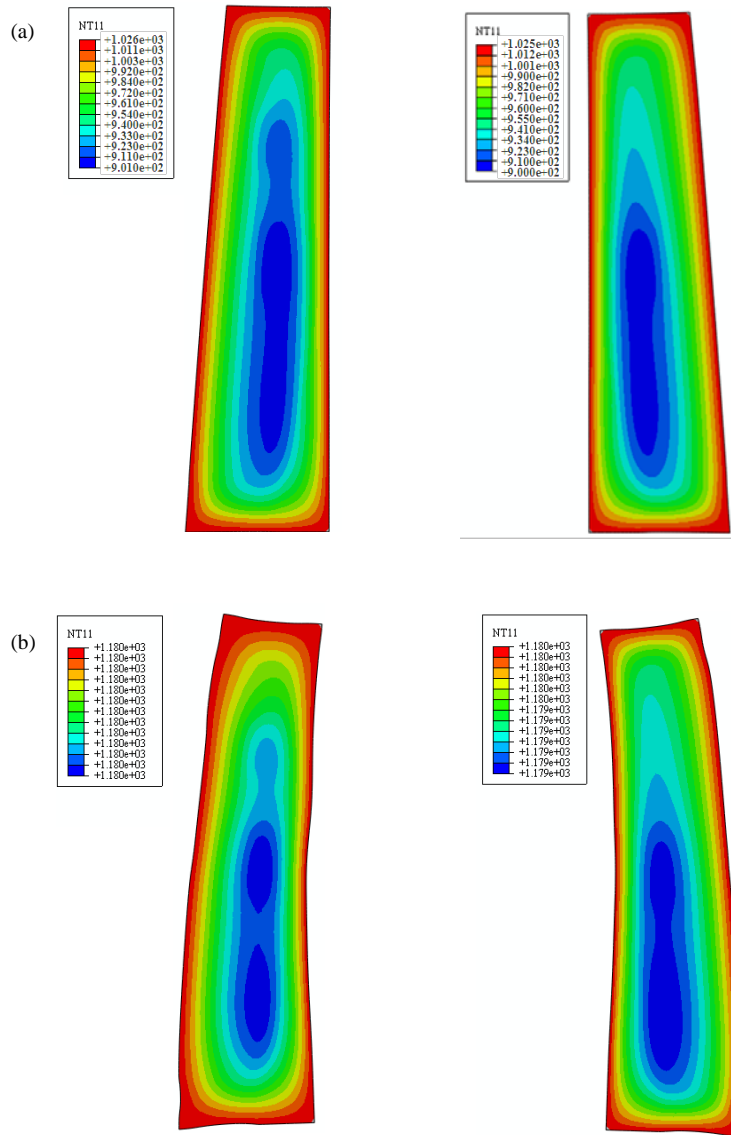 (a)
NT11
+1.026e+03
+1.011e+03
+1.003e+03
+9.920e+02
+9.840e+02
+9.720e+02
+9.610e+02
+9.540e+02
+9.400e+02
+9.330e+02
+9.230e+02
+9.110e+02
+9.010e+02
NT11
+1.025e+03
+1.012e+03
+1.001e+03
+9.900e+02
+9.820e+02
+9.710e+02
+9.600e+02
+9.550e+02
+9.410e+02
+9.340e+02
+9.230e+02
+9.100e+02
+9.000e+02
(b)
NT11
+1.180e+03
+1.180e+03
+1.180e+03
+1.180e+03
+1.180e+03
+1.180e+03
+1.180e+03
+1.180e+03
+1.180e+03
+1.180e+03
+1.180e+03
+1.180e+03
+1.180e+03
NT11
+1.180e+03
+1.180e+03
+1.180e+03
+1.180e+03
+1.180e+03
+1.180e+03
+1.179e+03
+1.179e+03
+1.179e+03
+1.179e+03
+1.179e+03
+1.179e+03
+1.179e+03